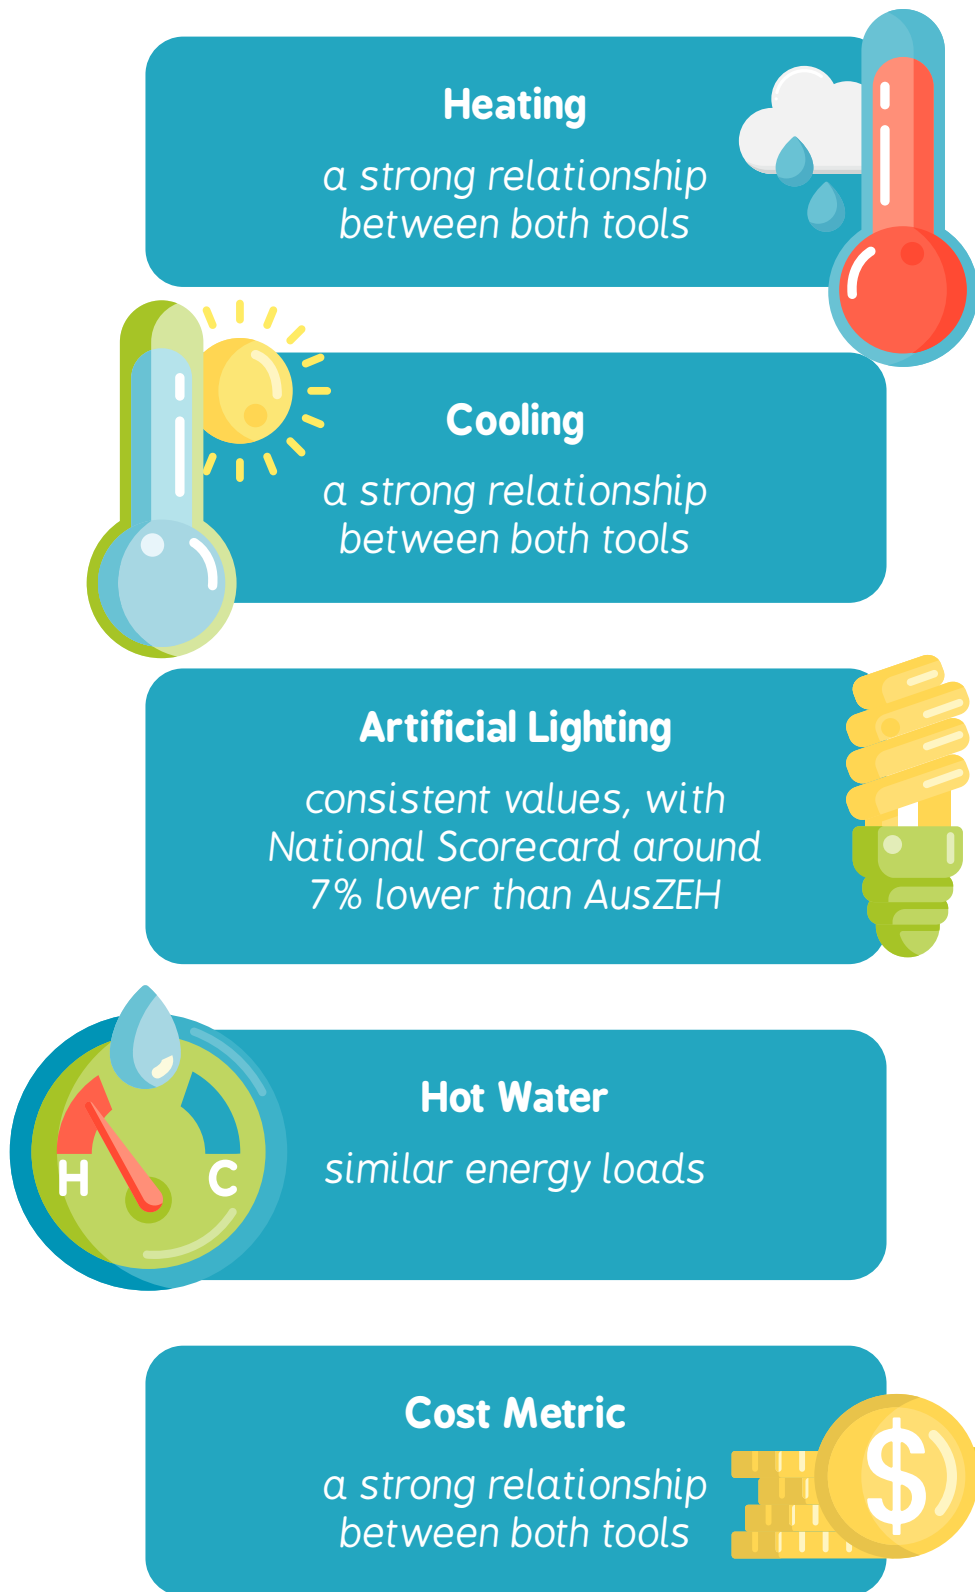 Heating
a strong relationship
between both tools
Cooling
a strong relationship
between both tools
Artificial Lighting
consistent values, with
National Scorecard around
7% lower than AusZEH
Hot Water
similar energy loads
H C
Cost Metric
a strong relationship
between both tools
$